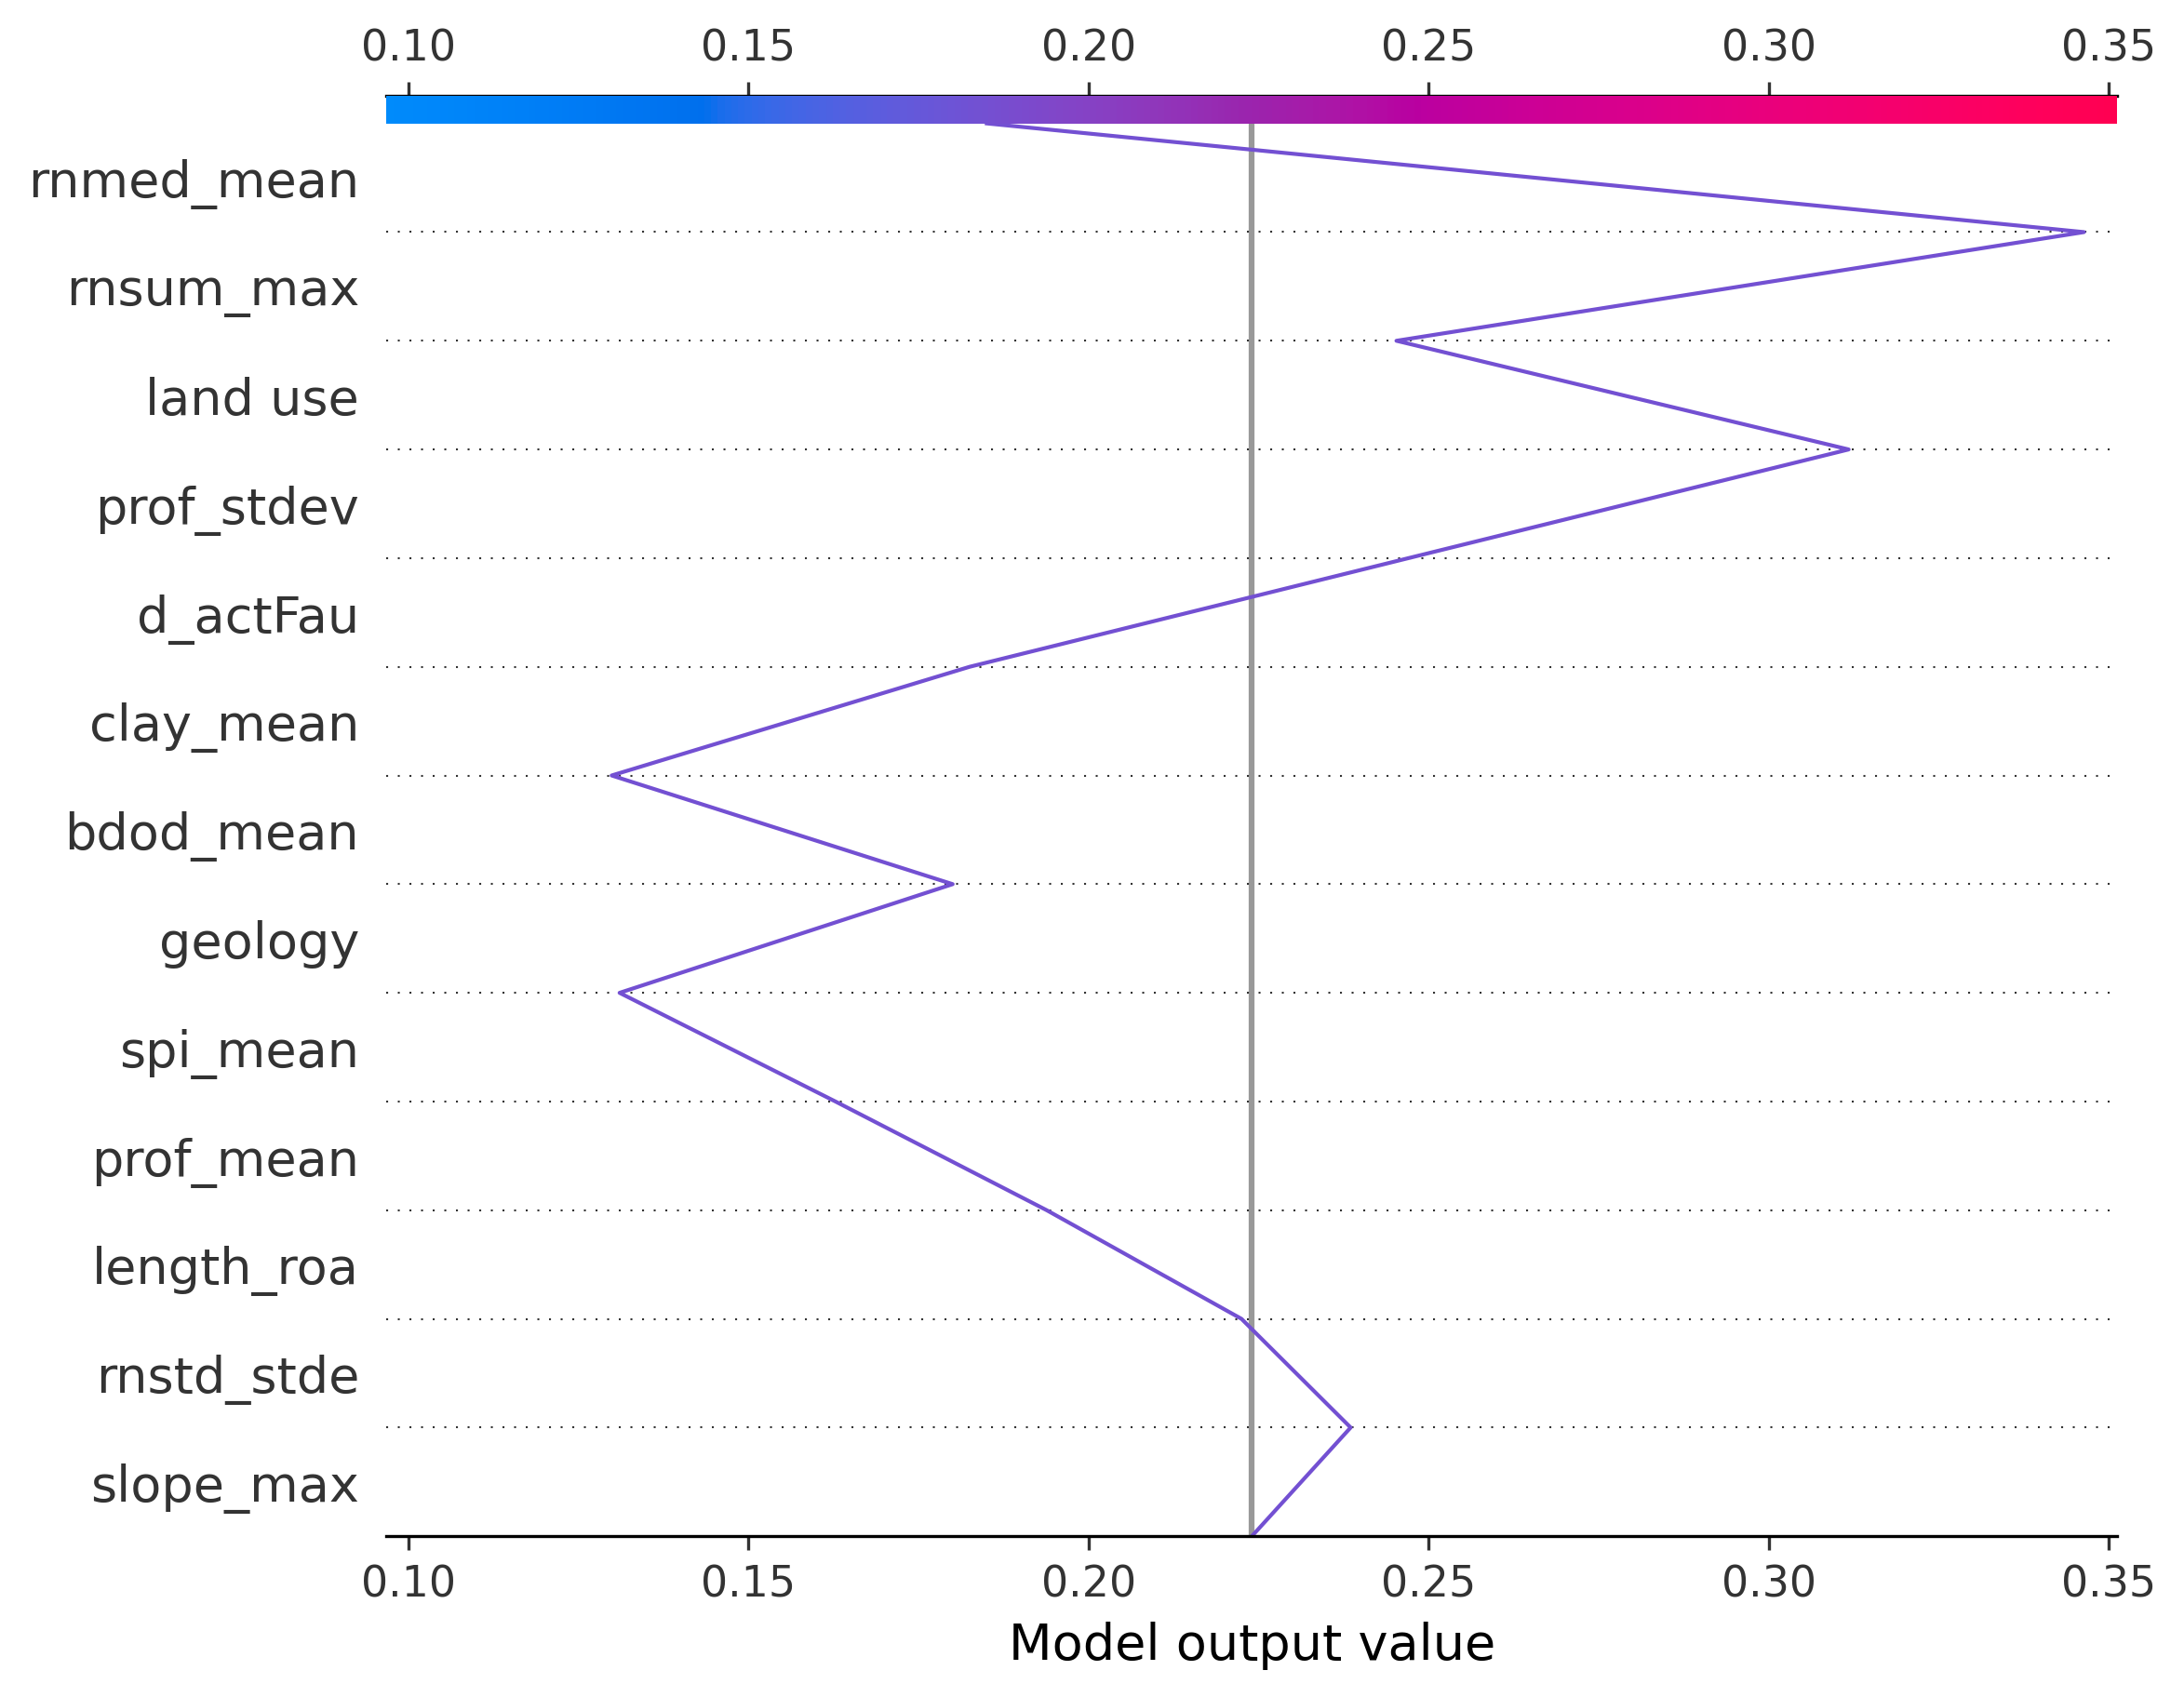 0.10 0.15 0.20 0.25 0.30 0.35
rnmed_mean
rnsum_max
land use
prof_stdev
d_actFau
clay_mean
bdod_mean
geology
spi_mean
prof_mean
length_roa
rnstd_stde
slope_max
0.10 0.15 0.20 0.25 0.30 0.35
Model output value